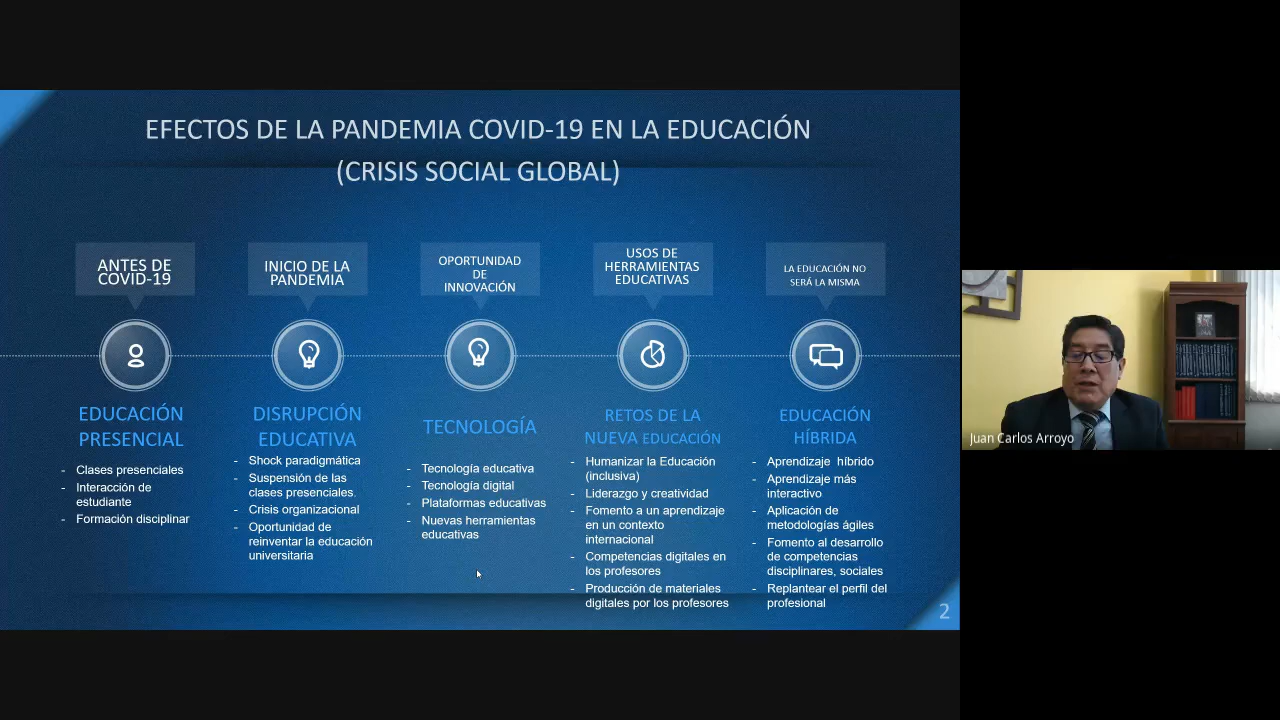 EFECTOS DE LA PANDEMIA COVID-19 EN LA EDUCACIÓN
(CRISIS SOCIAL GLOBAL)
ANTES DE
COVID-19
INICIO DE LA
PANDEMIA
OPORTUNIDAD
DE
INNOVACIÓN
USOS DE
HERRAMIENTAS
EDUCATIVAS
LA EDUCACIÓN NO
SERÁ LA MISMA
EDUCACIÓN
PRESENCIAL
- Clases presenciales
- Interacción de
estudiante
- Formación disciplinar
DISRUPCIÓN
EDUCATIVA
- Shock paradigmática
- Suspensión de las
clases presenciales.
- Crisis organizacional
- Oportunidad de
reinventar la educación
universitaria
TECNOLOGÍA
- Tecnología educativa
- Tecnología digital
- Plataformas educativas
- Nuevas herramientas
educativas
RETOS DE LA
NUEVA EDUCACIÓN
- Humanizar la Educación
(inclusiva)
- Liderazgo y creatividad
- Fomento a un aprendizaje
en un contexto
internacional
- Competencias digitales en
los profesores
- Producción de materiales
digitales por los profesores
EDUCACIÓN
HÍBRIDA
- Aprendizaje híbrido
- Aprendizaje más
interactivo
- Aplicación de
metodologías ágiles
- Fomento al desarrollo
de competencias
disciplinares, sociales
- Replantear el perfil del
profesional
2
Juan Carlos Arroyo